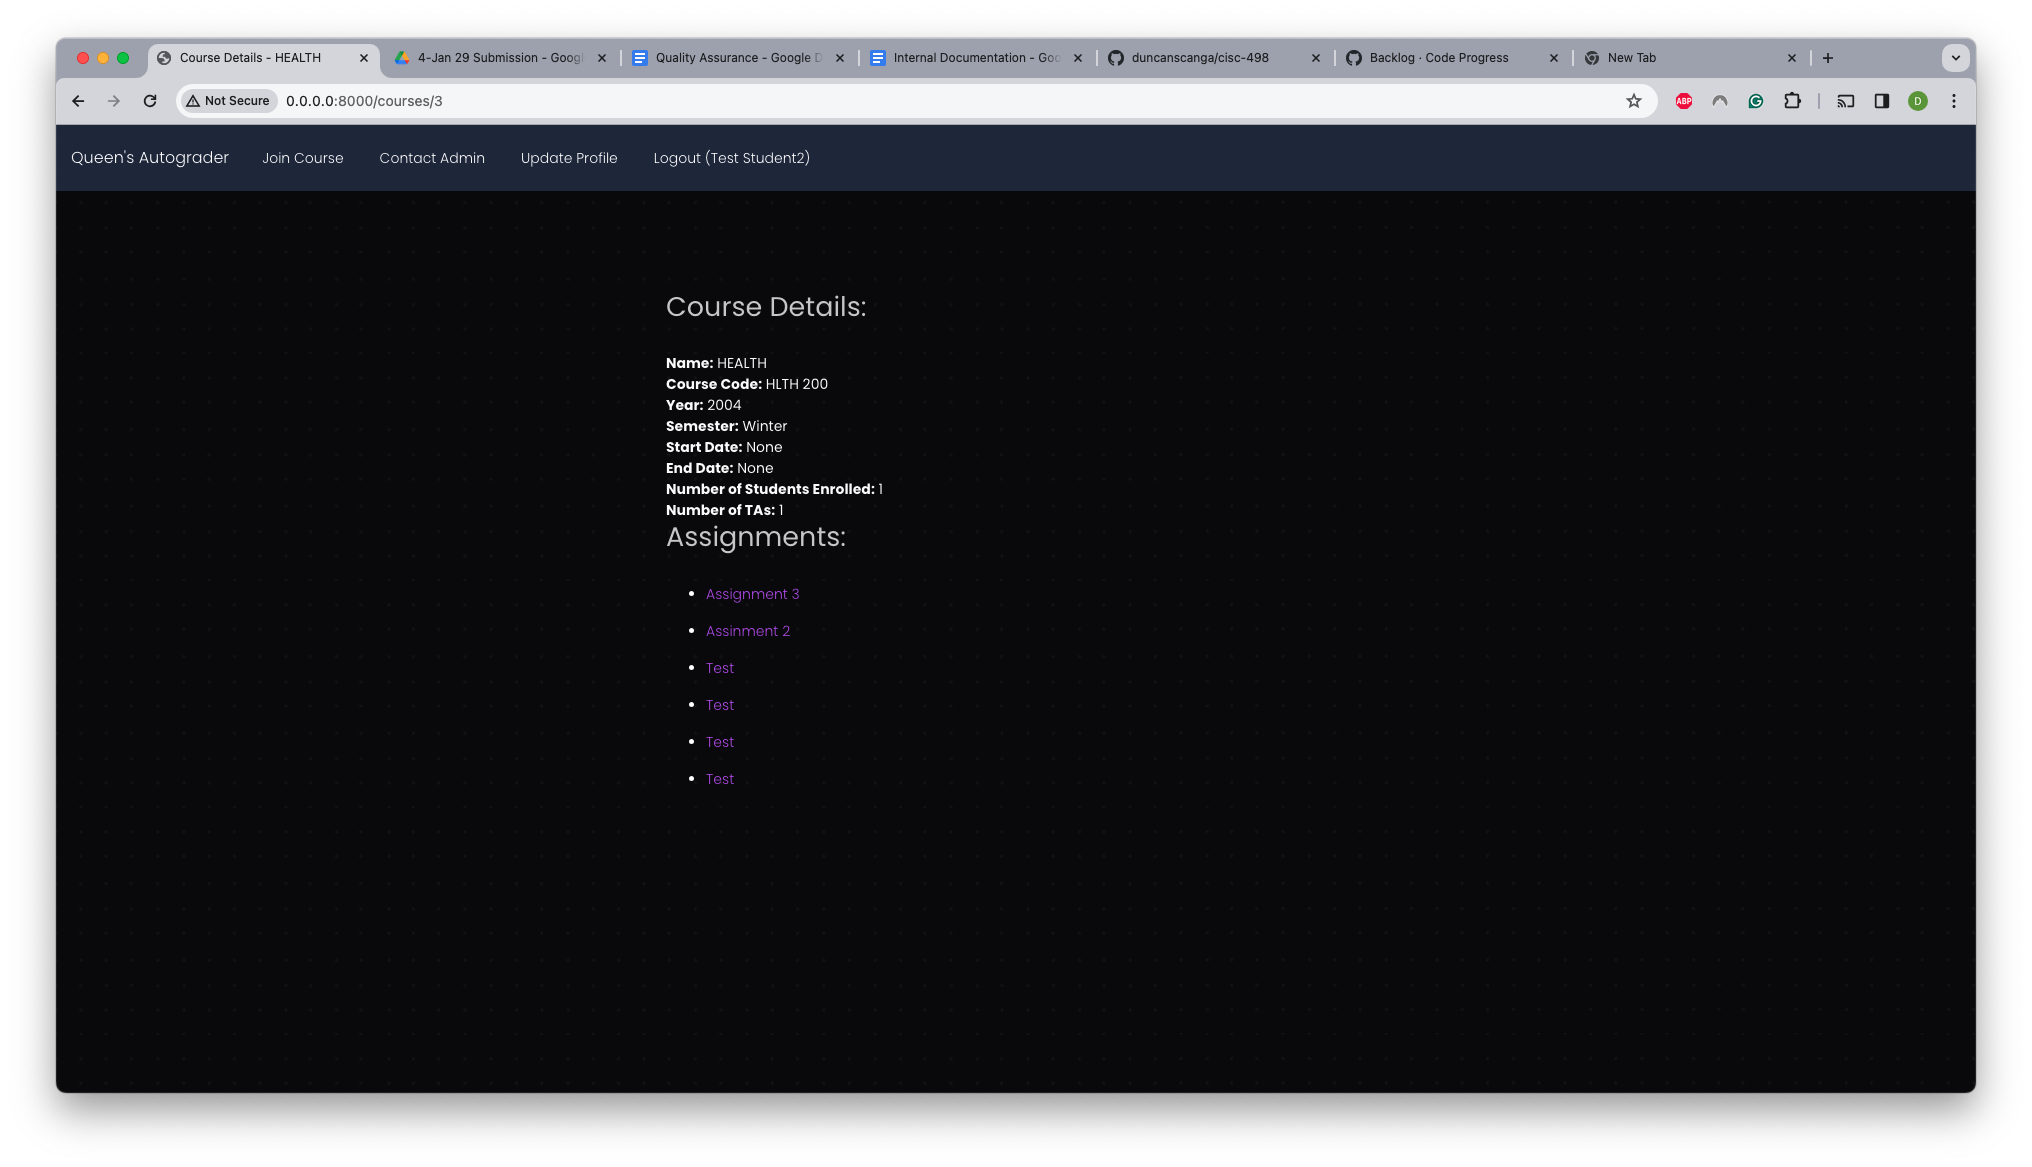 Course Details - HEALTH
4-Jan 29 Submission - Googl
Quality Assurance - Google D
Internal Documentation - Goo
duncanscanga/cisc-498
Backlog · Code Progress
New Tab
Not Secure 0.0.0.0:8000/courses/3
ABP
D
Queen's Autograder Join Course Contact Admin Update Profile Logout (Test Student2)
Course Details:
Name: HEALTH
Course Code: HLTH 200
Year: 2004
Semester: Winter
Start Date: None
End Date: None
Number of Students Enrolled: 1
Number of TAs: 1
Assignments:
• Assignment 3
• Assinment 2
• Test
• Test
• Test
• Test